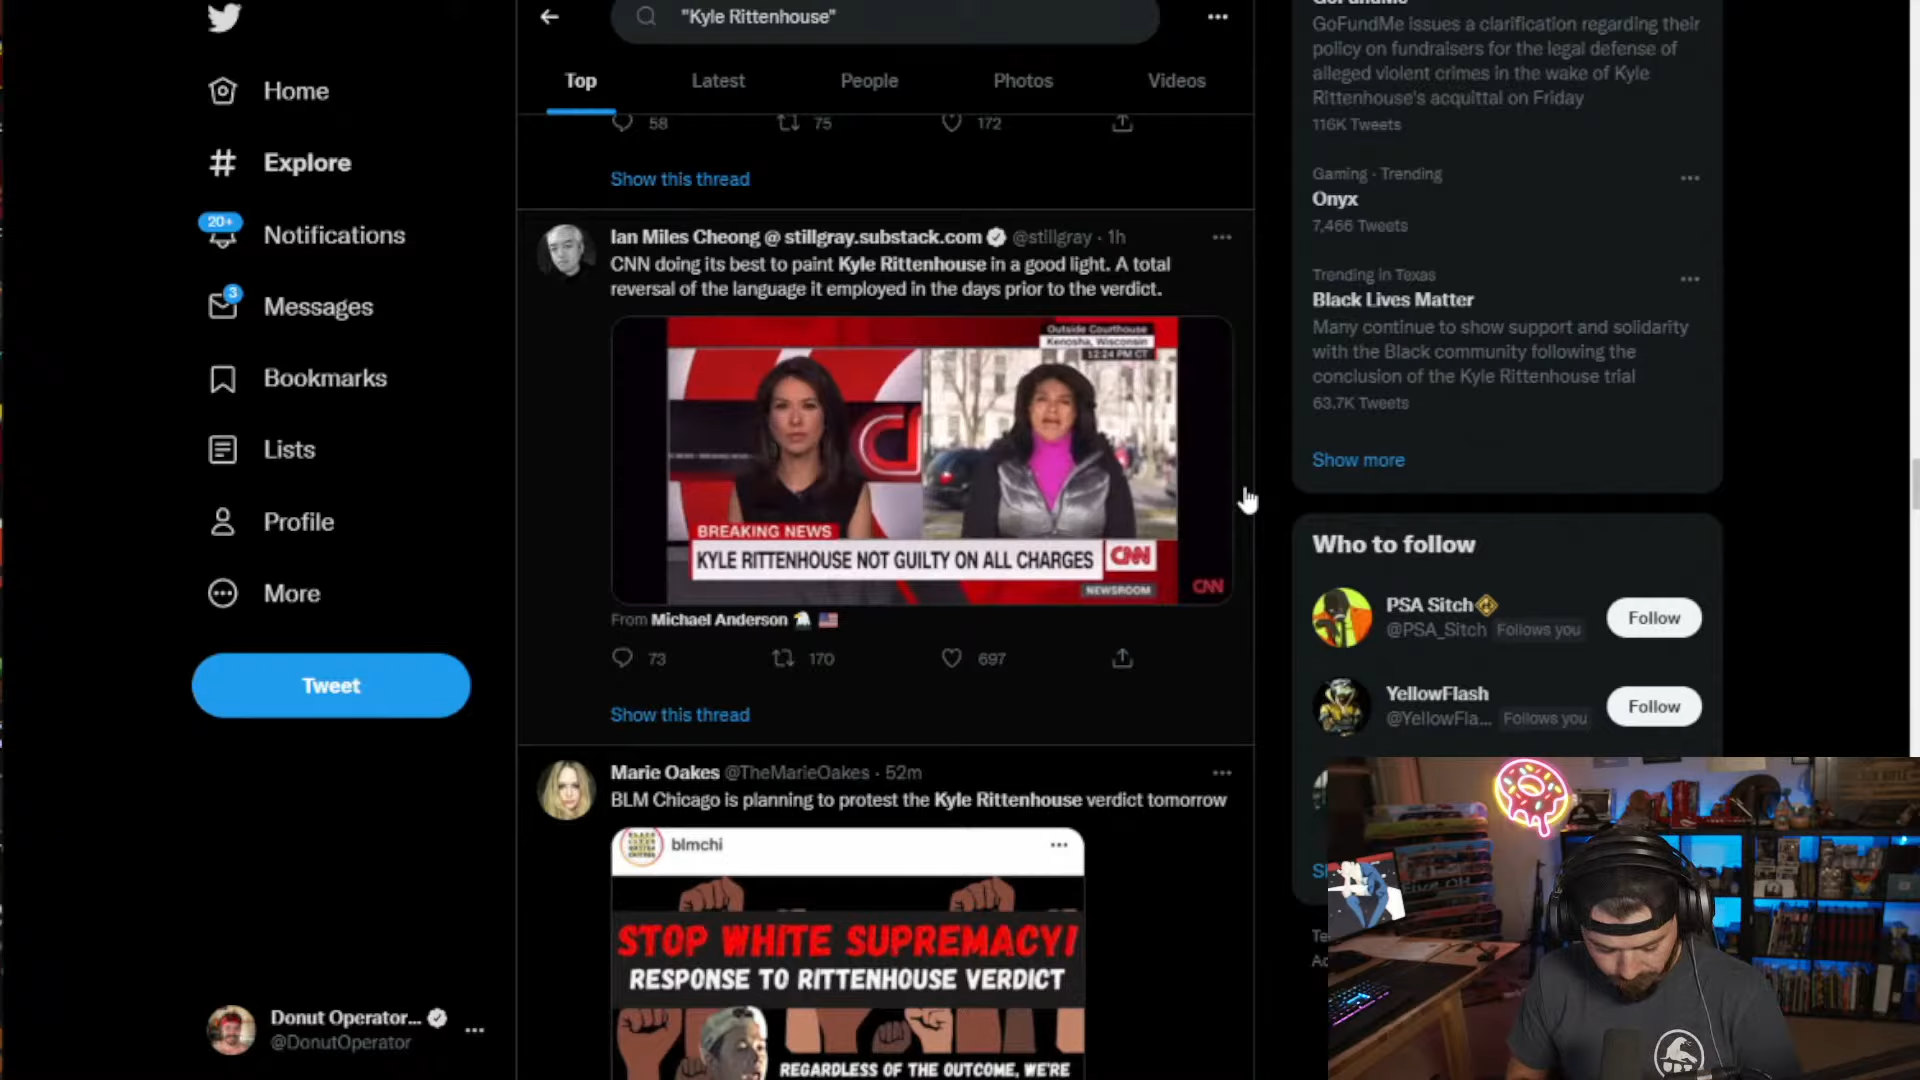 "Kyle Rittenhouse"
Top
Latest
People
Photos
Videos
Home
Explore
20+
Notifications
3
Messages
Bookmarks
Lists
Profile
More
Tweet
Donut Operator...
@DonutOperator
58
75
172
Show this thread
Ian Miles Cheong @ stillgray.substack.com @stillgray · 1h
CNN doing its best to paint Kyle Rittenhouse in a good light. A total
reversal of the language it employed in the days prior to the verdict.
Outside Courthouse
Kenosha, Wisconsin
12:24 PM CT
BREAKING NEWS
KYLE RITTENHOUSE NOT GUILTY ON ALL CHARGES
CNN
NEWSROOM
CNN
From Michael Anderson
73
170
697
Show this thread
Marie Oakes @TheMarieOakes · 52m
BLM Chicago is planning to protest the Kyle Rittenhouse verdict tomorrow
blmchi
STOP WHITE SUPREMACY!
RESPONSE TO RITTENHOUSE VERDICT
REGARDLESS OF THE OUTCOME, WE'RE
GoFundMe
GoFundMe issues a clarification regarding their
policy on fundraisers for the legal defense of
alleged violent crimes in the wake of Kyle
Rittenhouse's acquittal on Friday
116K Tweets
Gaming · Trending
Onyx
7,466 Tweets
Trending in Texas
Black Lives Matter
Many continue to show support and solidarity
with the Black community following the
conclusion of the Kyle Rittenhouse trial
63.7K Tweets
Show more
Who to follow
PSA Sitch
@PSA_Sitch Follows you
Follow
YellowFlash
@YellowFla... Follows you
Follow